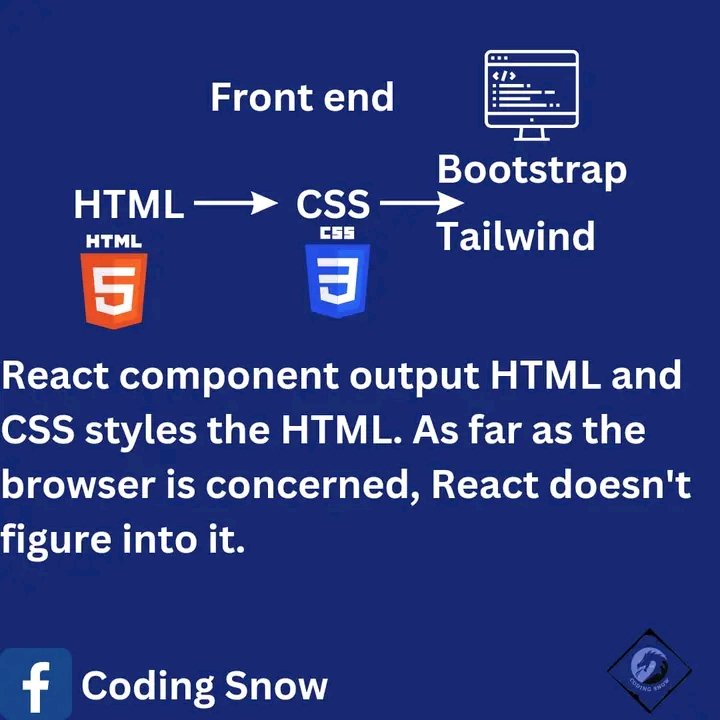 Front end
</>
Bootstrap
HTML
CSS
Tailwind
HTML
5
CSS
3
React component output HTML and
CSS styles the HTML. As far as the
browser is concerned, React doesn't
figure into it.
f
Coding Snow
CODING SNOW